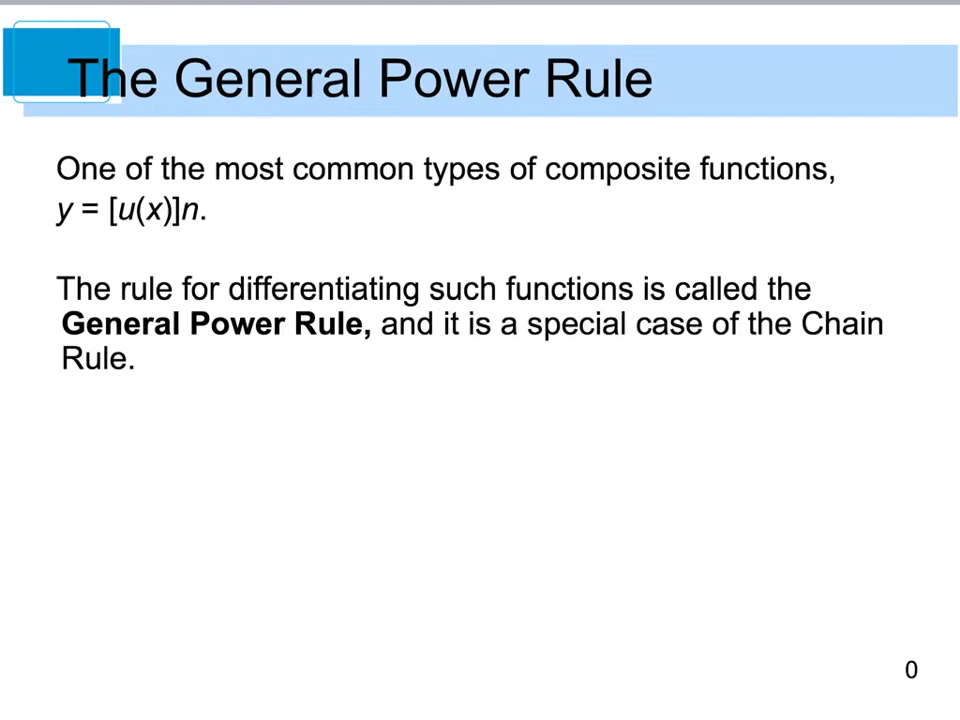 The General Power Rule
One of the most common types of composite functions,
y = [u(x)]n.
The rule for differentiating such functions is called the
General Power Rule, and it is a special case of the Chain
Rule.
0